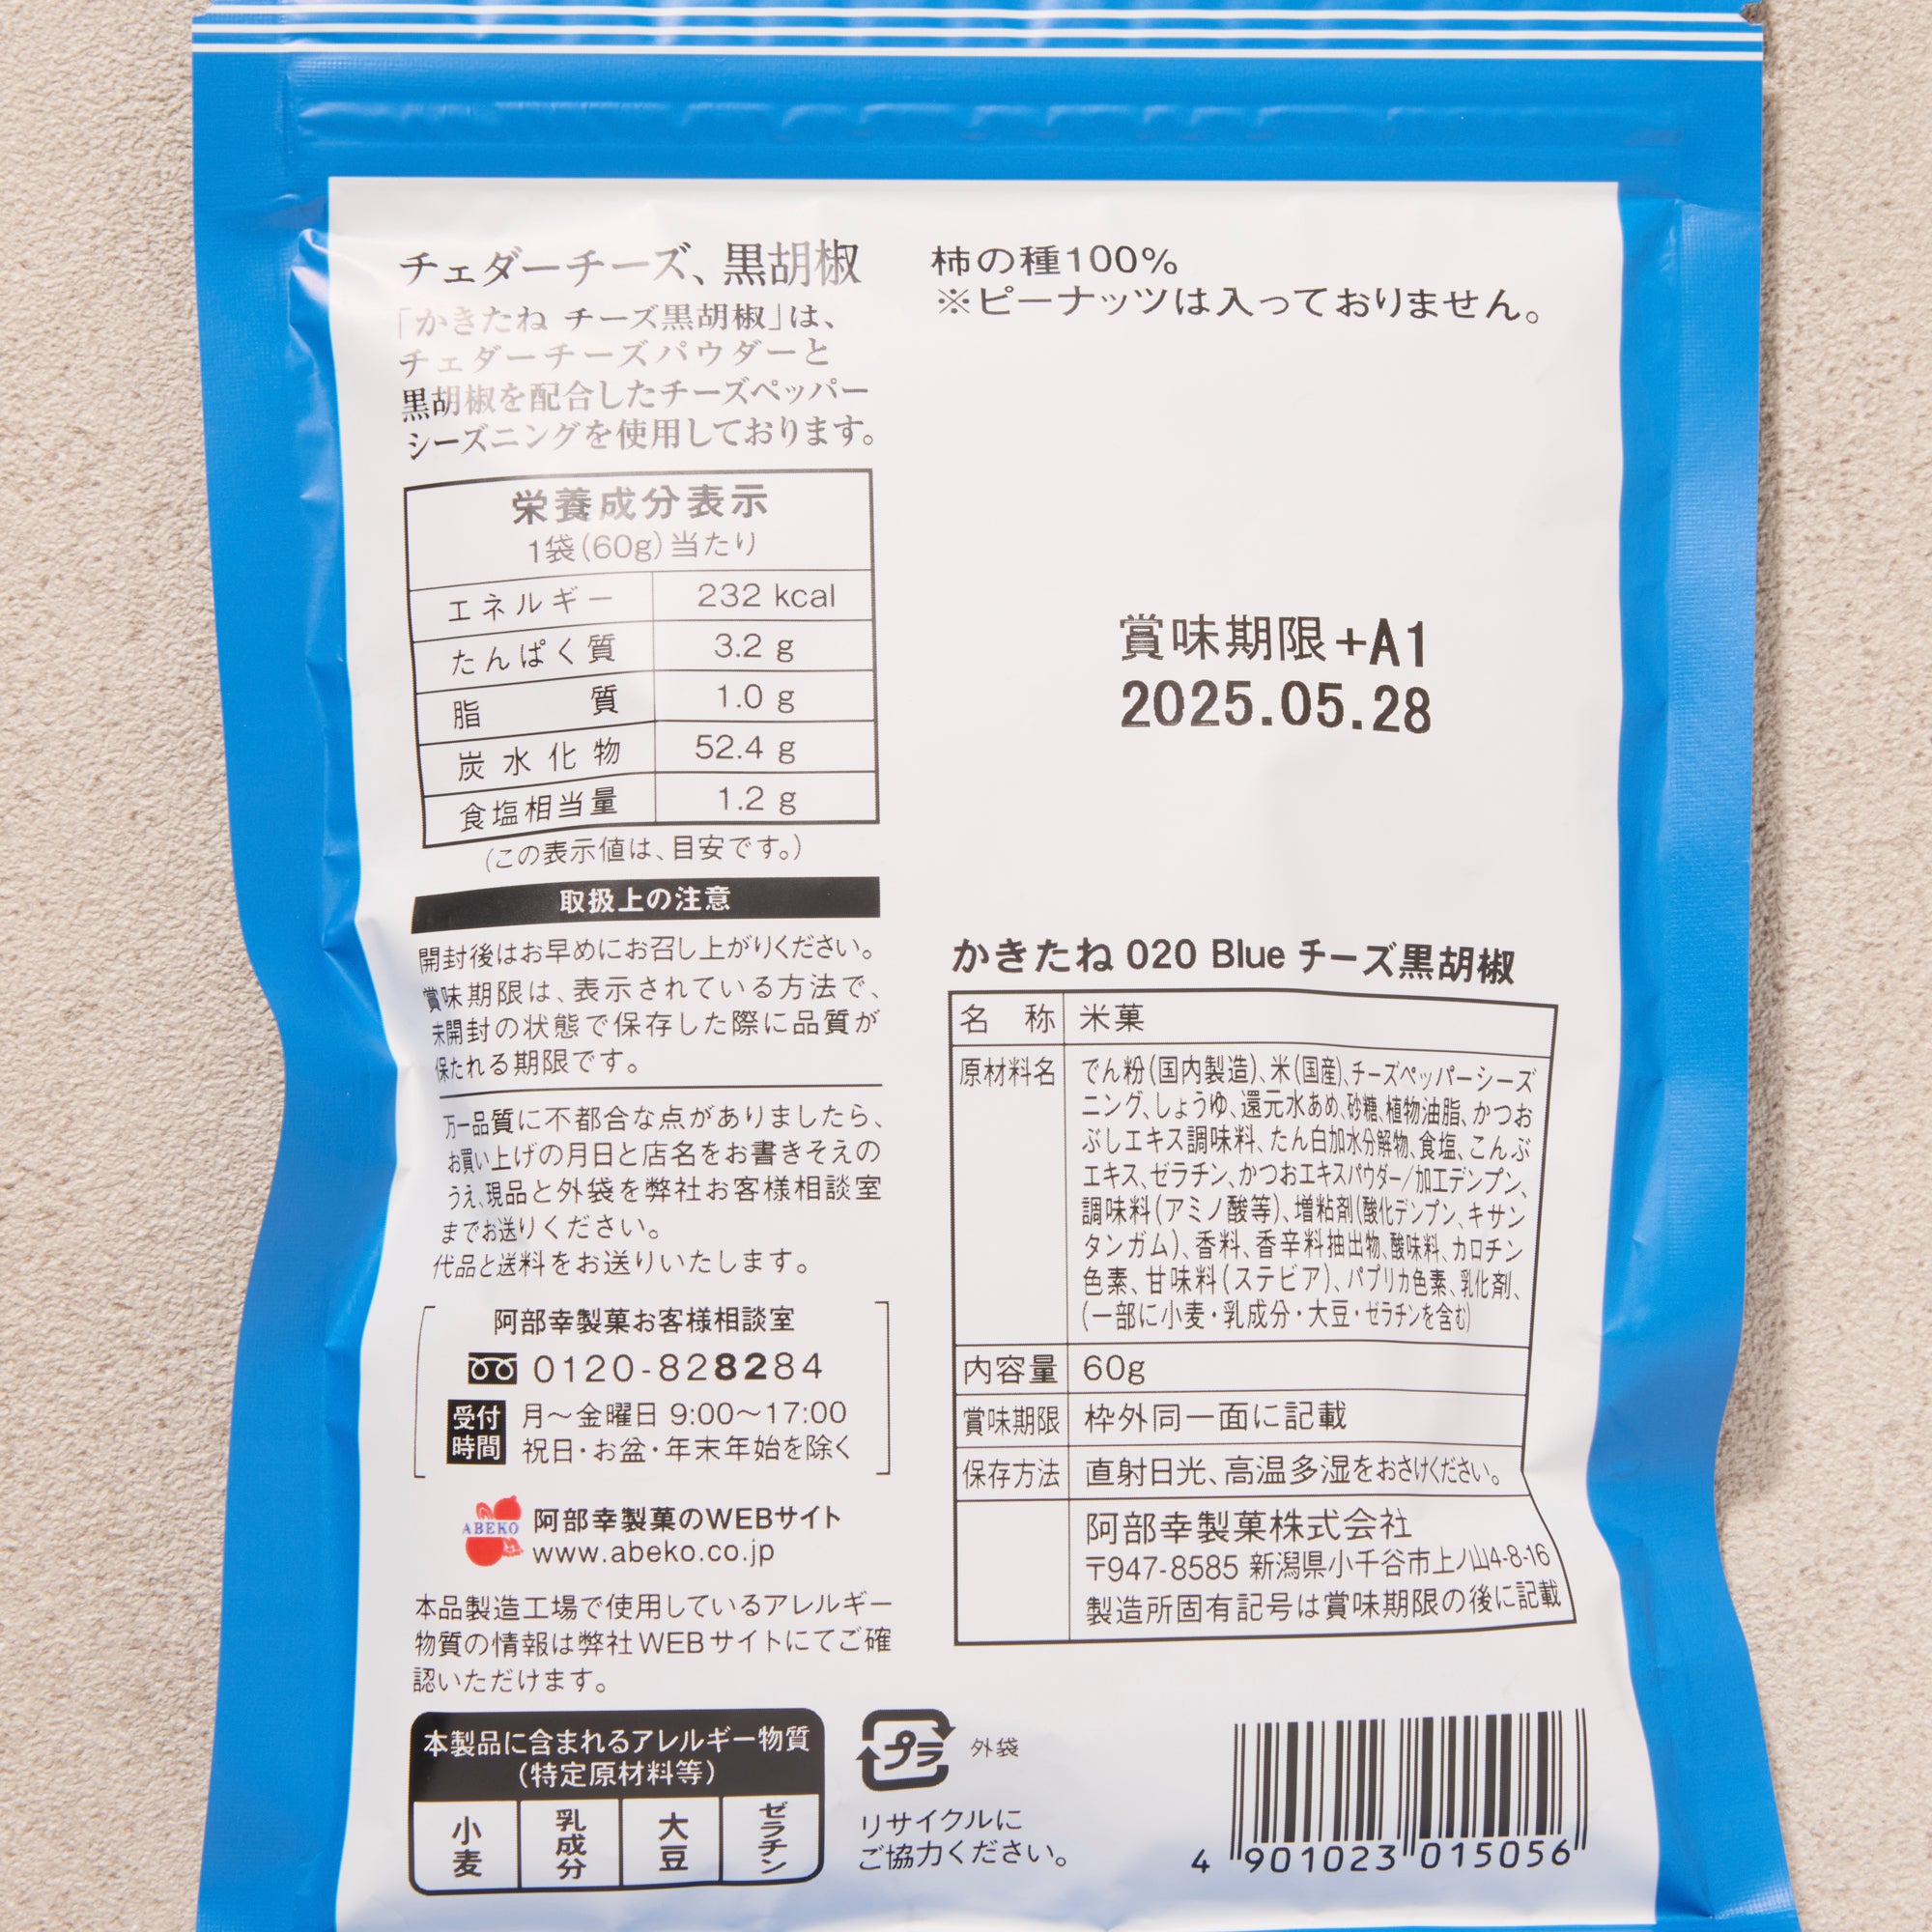 チェダーチーズ、黒胡椒
「かきたね チーズ黒胡椒」は、
チェダーチーズパウダーと
黒胡椒を配合したチーズペッパー
シーズニングを使用しております。
栄養成分表示
1袋(60g)当たり
エネルギー 232 kcal
たんぱく質 3.2 g
脂質 1.0 g
炭水化物 52.4 g
食塩相当量 1.2 g
(この表示値は、目安です。)
取扱上の注意
開封後はお早めにお召し上がりください。
賞味期限は、表示されている方法で、
未開封の状態で保存した際に品質が
保たれる期限です。
万一品質に不都合な点がありましたら、
お買い上げの月日と店名をお書きそえの
うえ、現品と外袋を弊社お客様相談室
までお送りください。
代品と送料をお送りいたします。
阿部幸製菓お客様相談室
0120-828284
受付時間 月〜金曜日 9:00〜17:00
祝日・お盆・年末年始を除く
ABEKO
阿部幸製菓のWEBサイト
www.abeko.co.jp
本品製造工場で使用しているアレルギー
物質の情報は弊社WEBサイトにてご確
認いただけます。
本製品に含まれるアレルギー物質
(特定原材料等)
小麦 乳成分 大豆 ゼラチン
柿の種100%
※ピーナッツは入っておりません。
賞味期限+A1
2025.05.28
かきたね 020 Blue チーズ黒胡椒
名称 米菓
原材料名 でん粉(国内製造)、米(国産)、チーズペッパーシーズ
ニング、しょうゆ、還元水あめ、砂糖、植物油脂、かつお
ぶしエキス調味料、たん白加水分解物、食塩、こんぶ
エキス、ゼラチン、かつおエキスパウダー/加工デンプン、
調味料(アミノ酸等)、増粘剤(酸化デンプン、キサン
タンガム)、香料、香辛料抽出物、酸味料、カロチン
色素、甘味料(ステビア)、パプリカ色素、乳化剤、
(一部に小麦・乳成分・大豆・ゼラチンを含む)
内容量 60g
賞味期限 枠外同一面に記載
保存方法 直射日光、高温多湿をおさけください。
阿部幸製菓株式会社
〒947-8585 新潟県小千谷市上ノ山4-8-16
製造所固有記号は賞味期限の後に記載
プラ 外袋
リサイクルに
ご協力ください。
4 901023 015056